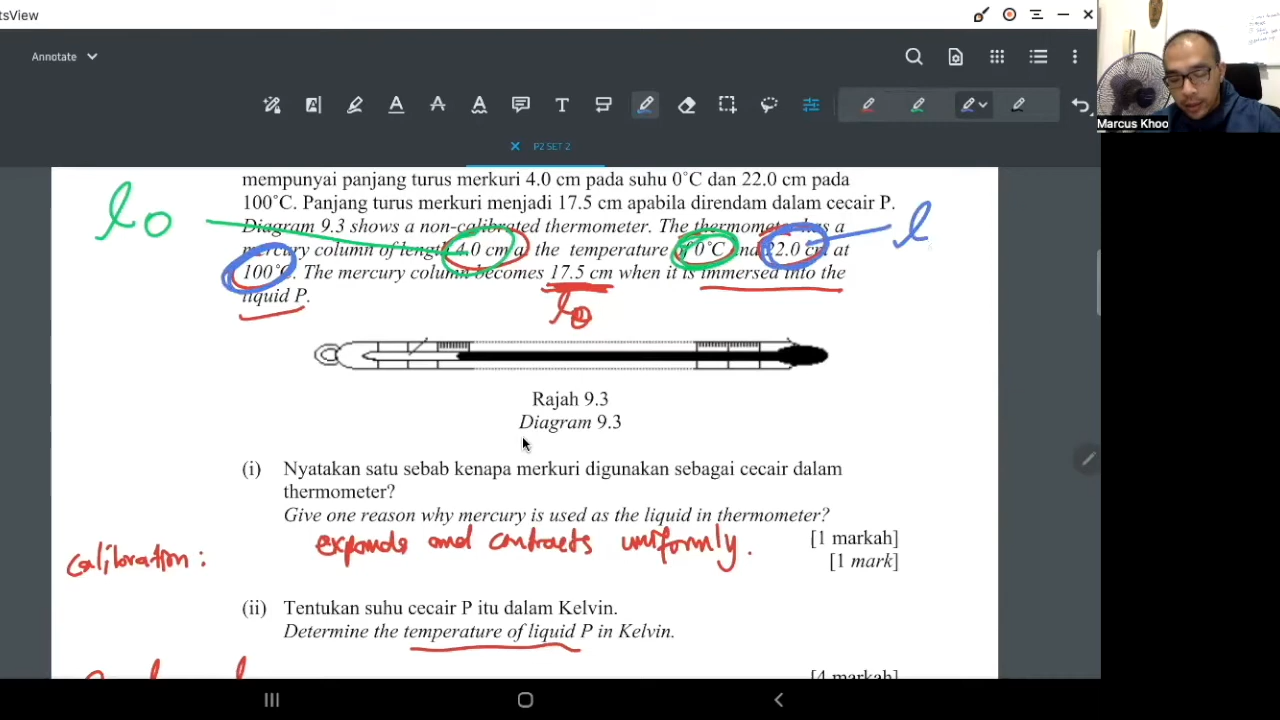 tsView
Annotate
Marcus Khoo
P2 SET 2
mempunyai panjang turus merkuri 4.0 cm pada suhu 0˚C dan 22.0 cm pada
100˚C. Panjang turus merkuri menjadi 17.5 cm apabila direndam dalam cecair P.
Diagram 9.3 shows a non-calibrated thermometer. The thermometer has a
mercury column of length 4.0 cm at the temperature of 0˚C and 22.0 cm at
100˚C. The mercury column becomes 17.5 cm when it is immersed into the
liquid P.
l0
l
lθ
Rajah 9.3
Diagram 9.3
(i) Nyatakan satu sebab kenapa merkuri digunakan sebagai cecair dalam
thermometer?
Give one reason why mercury is used as the liquid in thermometer?
expands and contracts uniformly.
[1 markah]
[1 mark]
calibration:
(ii) Tentukan suhu cecair P itu dalam Kelvin.
Determine the temperature of liquid P in Kelvin.
[4 markah]